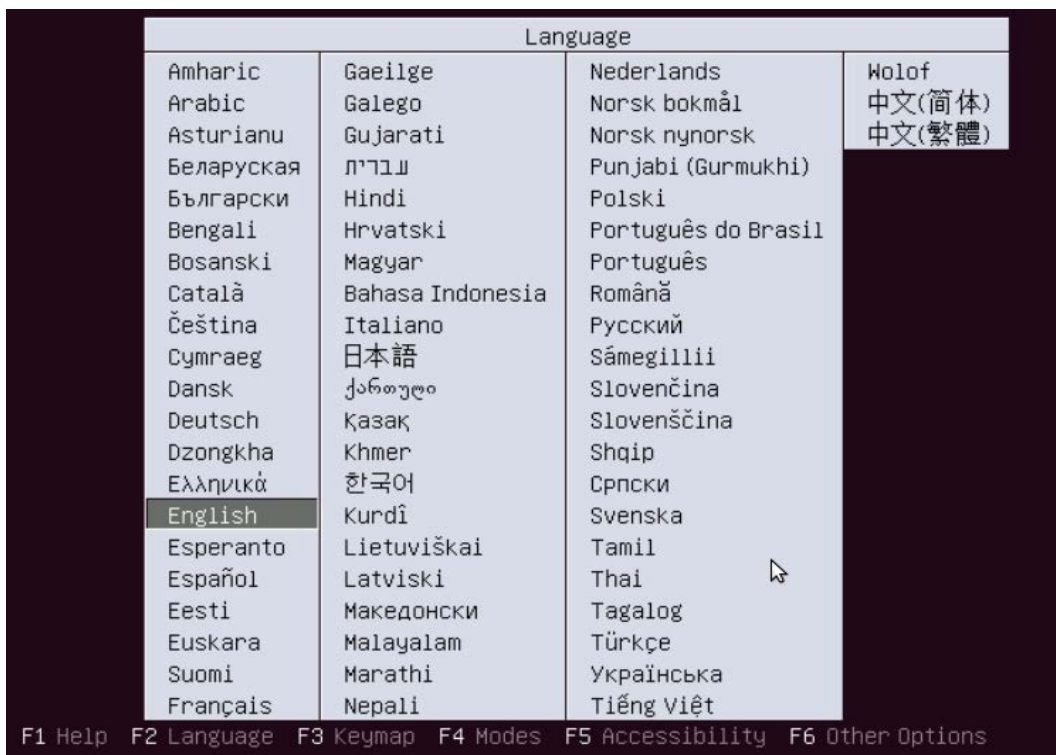 Language
Amharic
Arabic
Asturianu
Беларуская
Български
Bengali
Bosanski
Català
Čeština
Cymraeg
Dansk
Deutsch
Dzongkha
Ελληνικά
English
Esperanto
Español
Eesti
Euskara
Suomi
Français
Gaeilge
Galego
Gujarati
עברית
Hindi
Hrvatski
Magyar
Bahasa Indonesia
Italiano
日本語
ქართული
Қазақ
Khmer
한국어
Kurdî
Lietuviškai
Latviski
Македонски
Malayalam
Marathi
Nepali
Nederlands
Norsk bokmål
Norsk nynorsk
Punjabi (Gurmukhi)
Polski
Português do Brasil
Português
Română
Русский
Sámegillii
Slovenčina
Slovenščina
Shqip
Српски
Svenska
Tamil
Thai
Tagalog
Türkçe
Українська
Tiếng Việt
Wolof
中文(简体)
中文(繁體)
F1 Help F2 Language F3 Keymap F4 Modes F5 Accessibility F6 Other Options